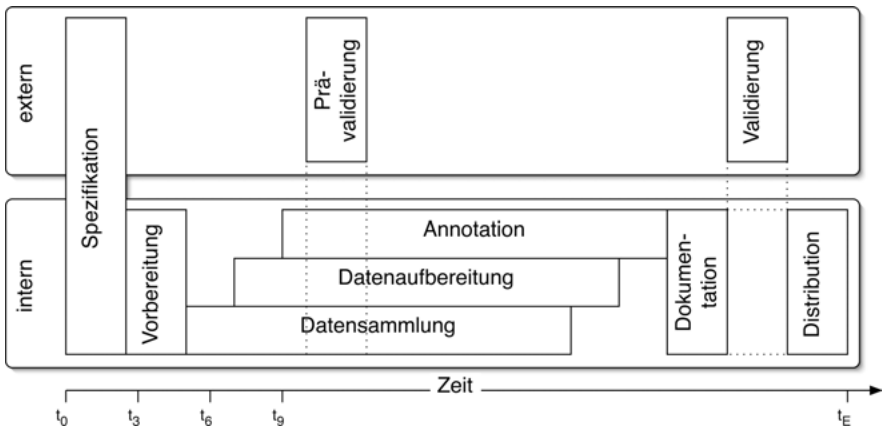 extern
Spezifikation
Prä-
validierung
Validierung
intern
Vorbereitung
Annotation
Datenaufbereitung
Datensammlung
Dokumen-
tation
Distribution
Zeit
t0
t3
t6
t9
tE